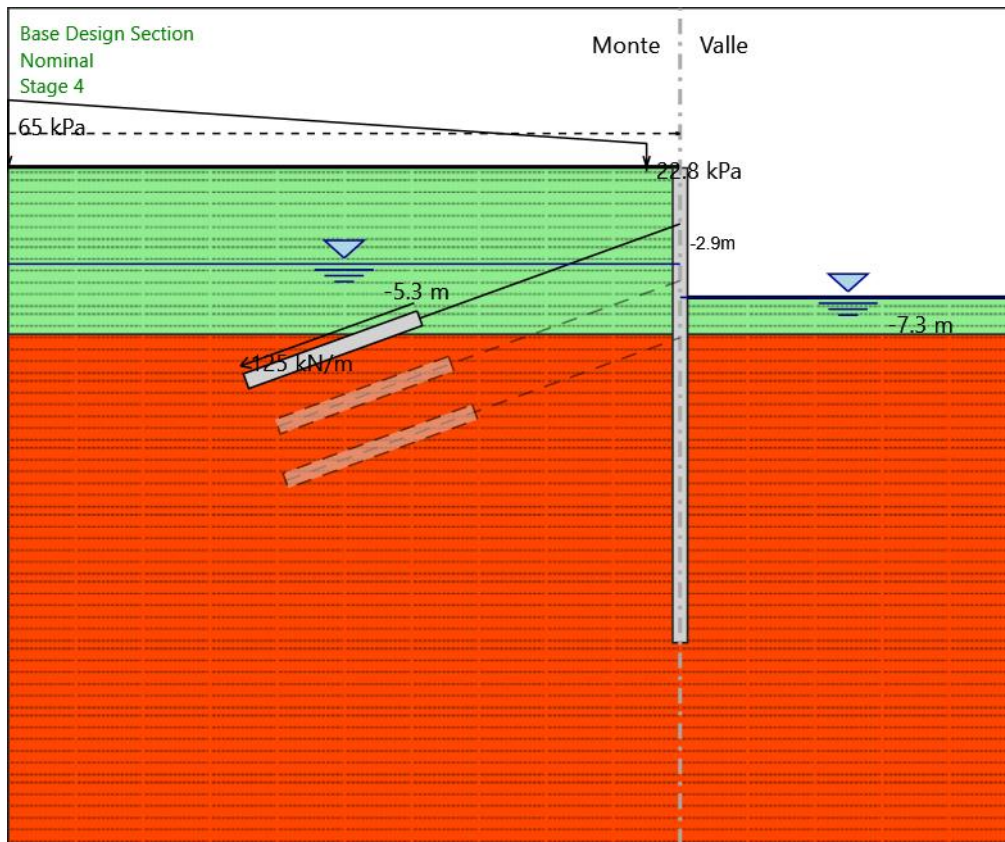 Base Design Section
Nominal
Stage 4
Monte
Valle
65 kPa
22.8 kPa
-2.9m
-5.3 m
-7.3 m
125 kN/m